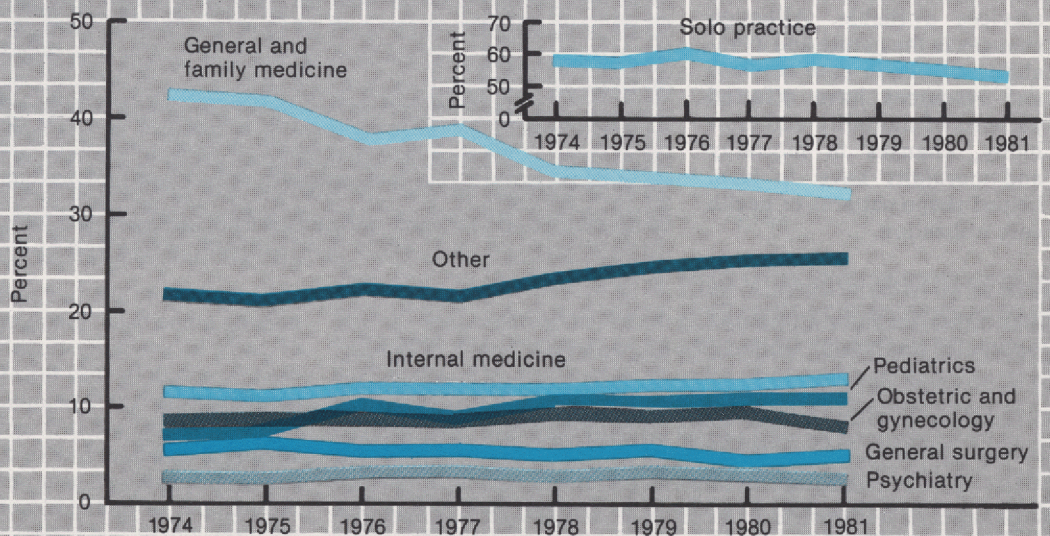 50
40
30
20
10
0
Percent
General and
family medicine
Other
Internal medicine
Pediatrics
Obstetric and
gynecology
General surgery
Psychiatry
1974 1975 1976 1977 1978 1979 1980 1981
Solo practice
Percent
70
60
50
0
1974 1975 1976 1977 1978 1979 1980 1981